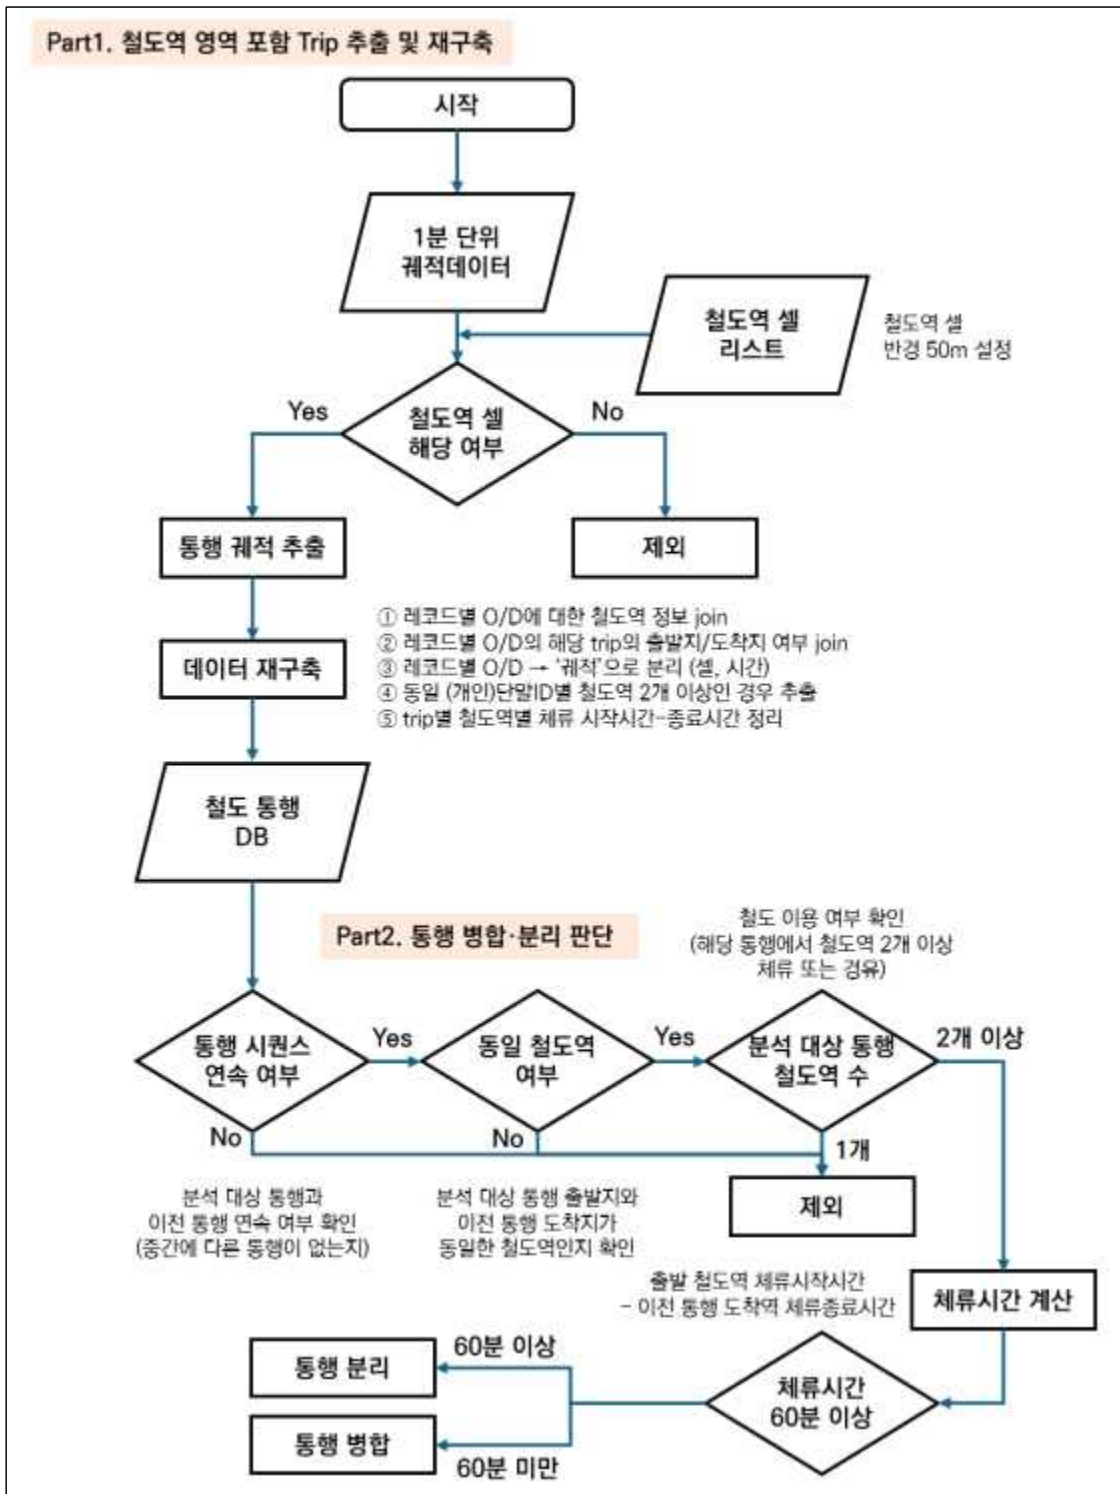 Part1. 철도역 영역 포함 Trip 추출 및 재구축
시작
1분 단위
궤적데이터
철도역 셀
리스트
철도역 셀
반경 50m 설정
철도역 셀
해당 여부
Yes
No
통행 궤적 추출
제외
데이터 재구축
① 레코드별 O/D에 대한 철도역 정보 join
② 레코드별 O/D의 해당 trip의 출발지/도착지 여부 join
③ 레코드별 O/D → '궤적'으로 분리 (셀, 시간)
④ 동일 (개인)단말ID별 철도역 2개 이상인 경우 추출
⑤ trip별 철도역별 체류 시작시간-종료시간 정리
철도 통행
DB
Part2. 통행 병합·분리 판단
철도 이용 여부 확인
(해당 통행에서 철도역 2개 이상
체류 또는 경유)
통행 시퀀스
연속 여부
Yes
No
동일 철도역
여부
Yes
No
분석 대상 통행
철도역 수
2개 이상
1개
제외
분석 대상 통행과
이전 통행 연속 여부 확인
(중간에 다른 통행이 없는지)
분석 대상 통행 출발지와
이전 통행 도착지가
동일한 철도역인지 확인
출발 철도역 체류시작시간
- 이전 통행 도착역 체류종료시간
체류시간 계산
체류시간
60분 이상
60분 이상
통행 분리
통행 병합
60분 미만